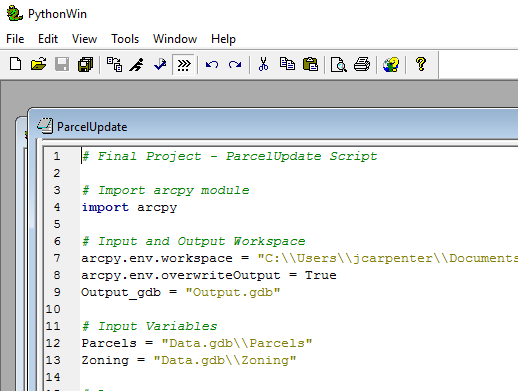 PythonWin
File Edit View Tools Window Help
ParcelUpdate
1 # Final Project - ParcelUpdate Script
2
3 # Import arcpy module
4 import arcpy
5
6 # Input and Output Workspace
7 arcpy.env.workspace = "C:\\Users\\jcarpenter\\Documents
8 arcpy.env.overwriteOutput = True
9 Output_gdb = "Output.gdb"
10
11 # Input Variables
12 Parcels = "Data.gdb\\Parcels"
13 Zoning = "Data.gdb\\Zoning"
14